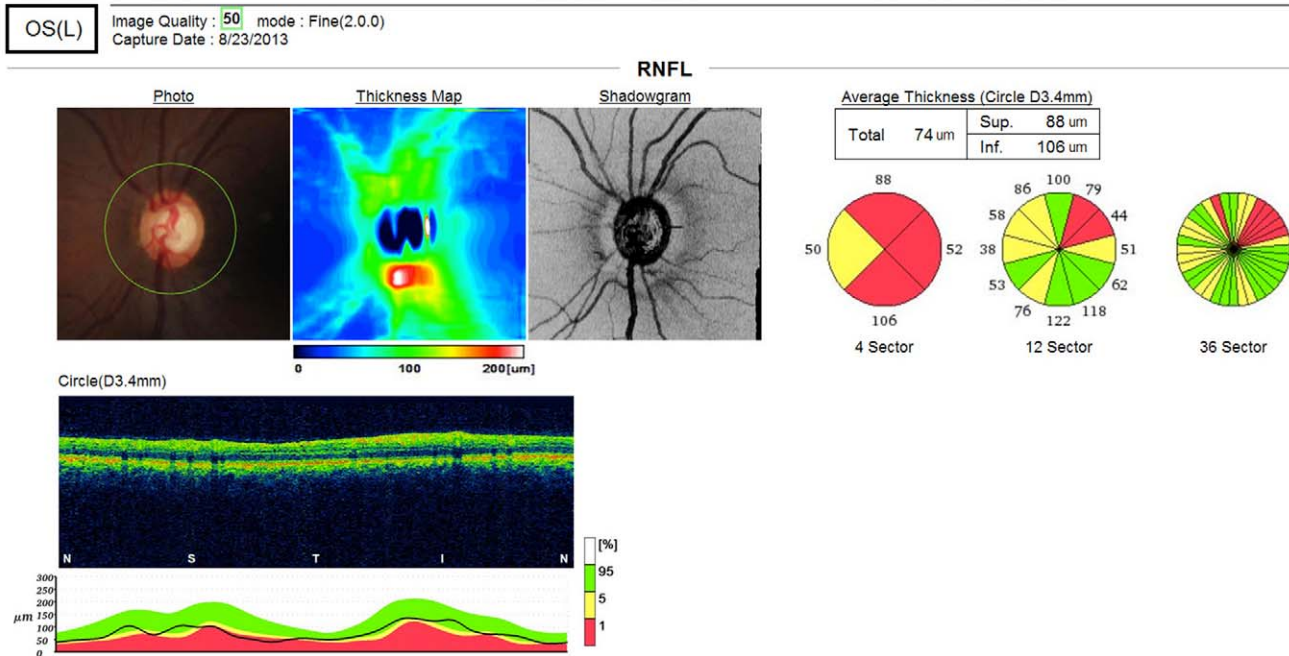 OS(L)
Image Quality : 50 mode : Fine(2.0.0)
Capture Date : 8/23/2013
RNFL
Photo
Thickness Map
Shadowgram
0 100 200[um]
Average Thickness (Circle D3.4mm)
Total 74 um
Sup. 88 um
Inf. 106 um
88
50 52
106
4 Sector
100
86 79
58 44
38 51
53 62
76 118
122
12 Sector
36 Sector
Circle(D3.4mm)
N S T I N
[%]
95
5
1
300
250
200
150
100
50
0
μm